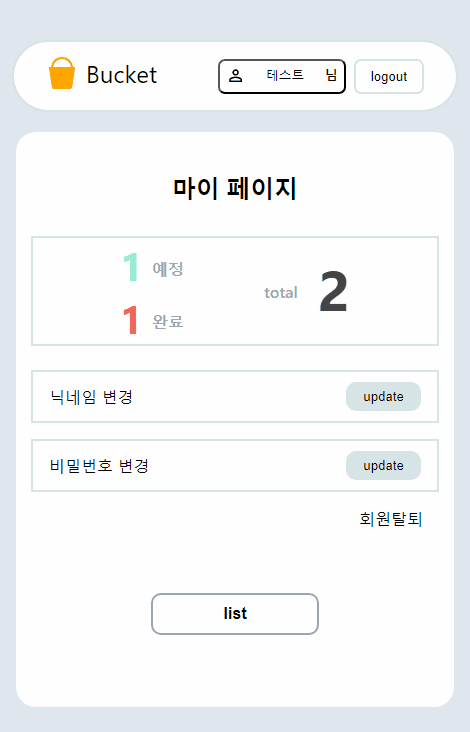 Bucket 테스트 님 logout
마이 페이지
1 예정
1 완료
total 2
닉네임 변경 update
비밀번호 변경 update
회원탈퇴
list